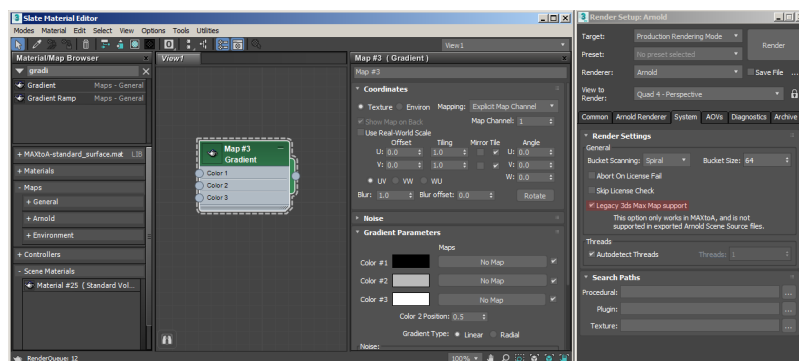 Slate Material Editor
Modes Material Edit Select View Options Tools Utilities
View1
Material/Map Browser
gradi
Gradient Maps - General
Gradient Ramp Maps - General
+ MAXtoA-standard_surface.mat LIB
+ Materials
- Maps
+ General
+ Arnold
+ Environment
+ Controllers
- Scene Materials
Material #25 ( Standard Vol...
RenderQueue: 12
View1
Map #3
Gradient
Color 1
Color 2
Color 3
100%
Map #3 ( Gradient )
Map #3
Coordinates
Texture Environ Mapping: Explicit Map Channel
Show Map on Back Map Channel: 1
Use Real-World Scale
Offset Tiling Mirror Tile Angle
U: 0.0 1.0 U: 0.0
V: 0.0 1.0 V: 0.0
UV VW WU W: 0.0
Blur: 1.0 Blur offset: 0.0 Rotate
Noise
Gradient Parameters
Maps
Color #1 No Map
Color #2 No Map
Color #3 No Map
Color 2 Position: 0.5
Gradient Type: Linear Radial
Noise:
3 Render Setup: Arnold
Target: Production Rendering Mode
Preset: No preset selected
Render
Renderer: Arnold Save File ...
View to
Render: Quad 4 - Perspective
Common Arnold Renderer System AOVs Diagnostics Archive
Render Settings
General
Bucket Scanning: Spiral Bucket Size: 64
Abort On License Fail
Skip License Check
Legacy 3ds Max Map support
This option only works in MAXtoA, and is not
supported in exported Arnold Scene Source files.
Threads
Autodetect Threads Threads: 1
Search Paths
Procedural: ...
Plugin: ...
Texture: ...